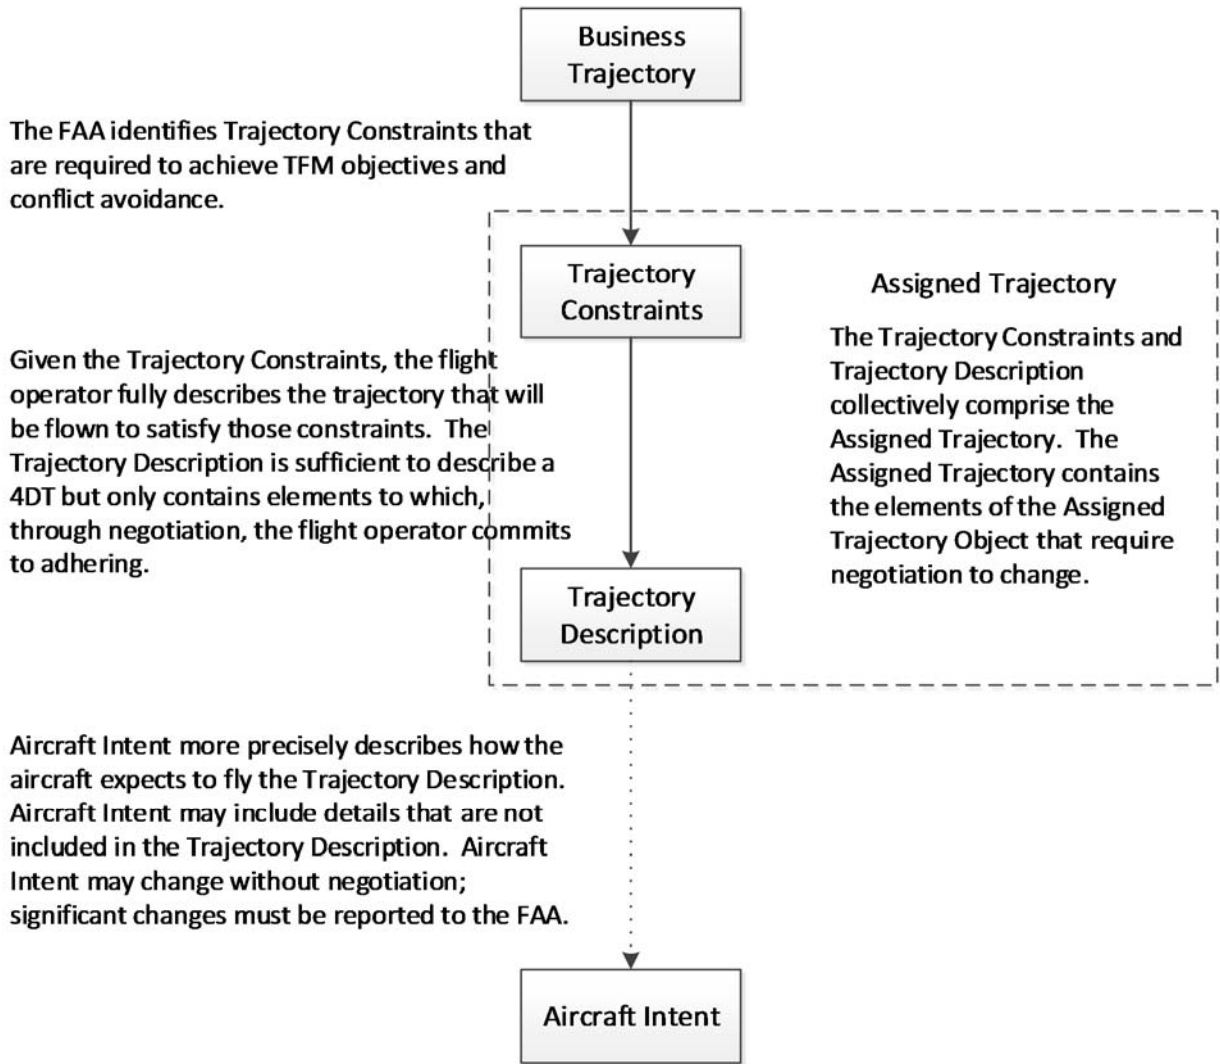 Business
Trajectory
The FAA identifies Trajectory Constraints that
are required to achieve TFM objectives and
conflict avoidance.
Trajectory
Constraints
Assigned Trajectory
The Trajectory Constraints and
Trajectory Description
collectively comprise the
Assigned Trajectory. The
Assigned Trajectory contains
the elements of the Assigned
Trajectory Object that require
negotiation to change.
Given the Trajectory Constraints, the flight
operator fully describes the trajectory that will
be flown to satisfy those constraints. The
Trajectory Description is sufficient to describe a
4DT but only contains elements to which,
through negotiation, the flight operator commits
to adhering.
Trajectory
Description
Aircraft Intent more precisely describes how the
aircraft expects to fly the Trajectory Description.
Aircraft Intent may include details that are not
included in the Trajectory Description. Aircraft
Intent may change without negotiation;
significant changes must be reported to the FAA.
Aircraft Intent